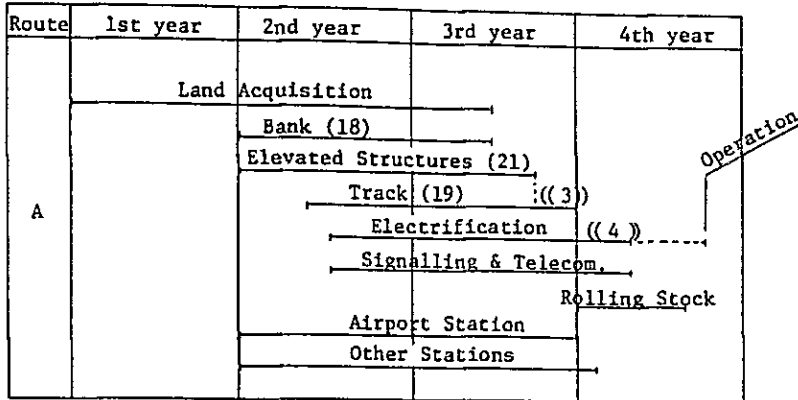 Route 1st year 2nd year 3rd year 4th year
Land Acquisition
Bank (18)
Operation
Elevated Structures (21)
Track (19) ((3))
A
Electrification ((4))
Signalling & Telecom.
Rolling Stock
Airport Station
Other Stations